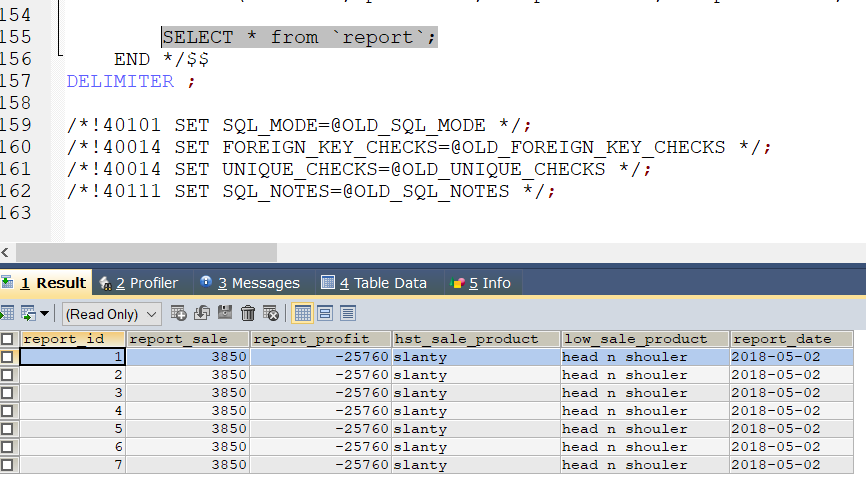 154
155 SELECT * from `report`;
156 END */$$
157 DELIMITER ;
158
159 /*!40101 SET SQL_MODE=@OLD_SQL_MODE */;
160 /*!40014 SET FOREIGN_KEY_CHECKS=@OLD_FOREIGN_KEY_CHECKS */;
161 /*!40014 SET UNIQUE_CHECKS=@OLD_UNIQUE_CHECKS */;
162 /*!40111 SET SQL_NOTES=@OLD_SQL_NOTES */;
163
1 Result 2 Profiler 3 Messages 4 Table Data 5 Info
(Read Only)
report_id report_sale report_profit hst_sale_product low_sale_product report_date
1 3850 -25760 slanty head n shouler 2018-05-02
2 3850 -25760 slanty head n shouler 2018-05-02
3 3850 -25760 slanty head n shouler 2018-05-02
4 3850 -25760 slanty head n shouler 2018-05-02
5 3850 -25760 slanty head n shouler 2018-05-02
6 3850 -25760 slanty head n shouler 2018-05-02
7 3850 -25760 slanty head n shouler 2018-05-02